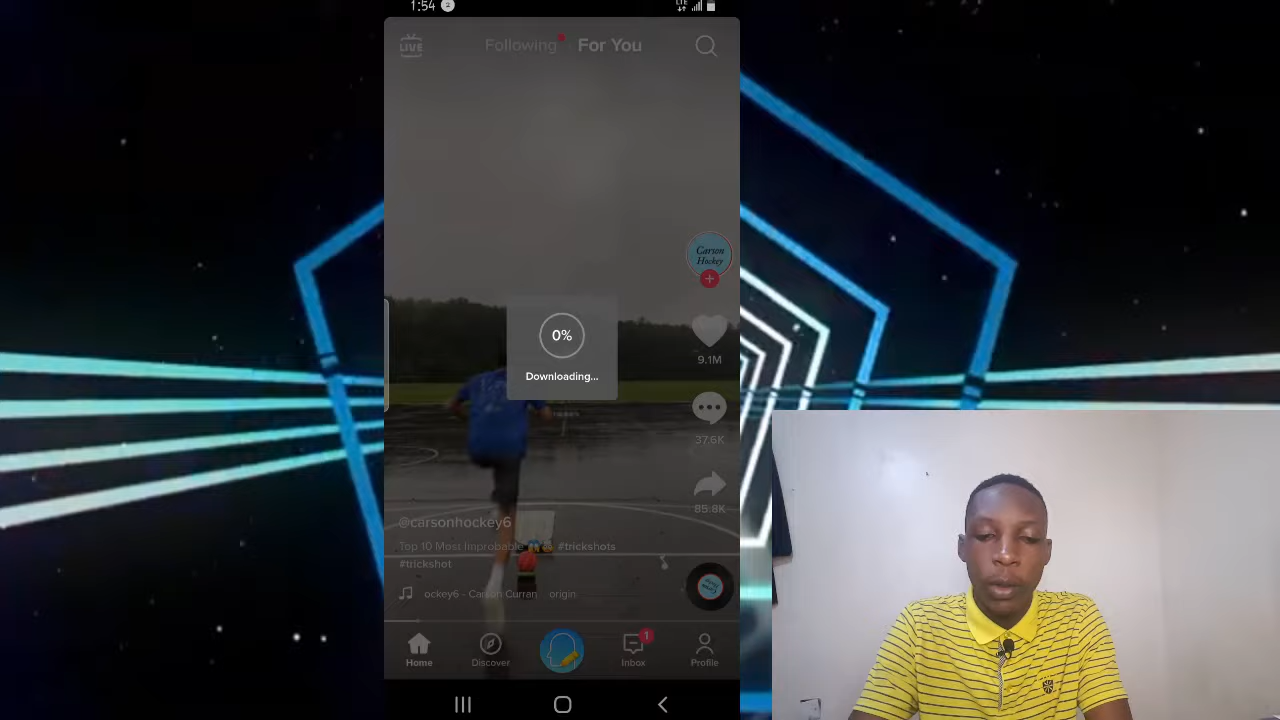 1:54
LTE
LIVE
Following For You
Carson
Hockey
0%
Downloading...
9.1M
37.6K
85.8K
@carsonhockey6
Top 10 Most Improbable #trickshots
#trickshot
ockey6 - Carson Curran origin
Home
Discover
1
Inbox
Profile